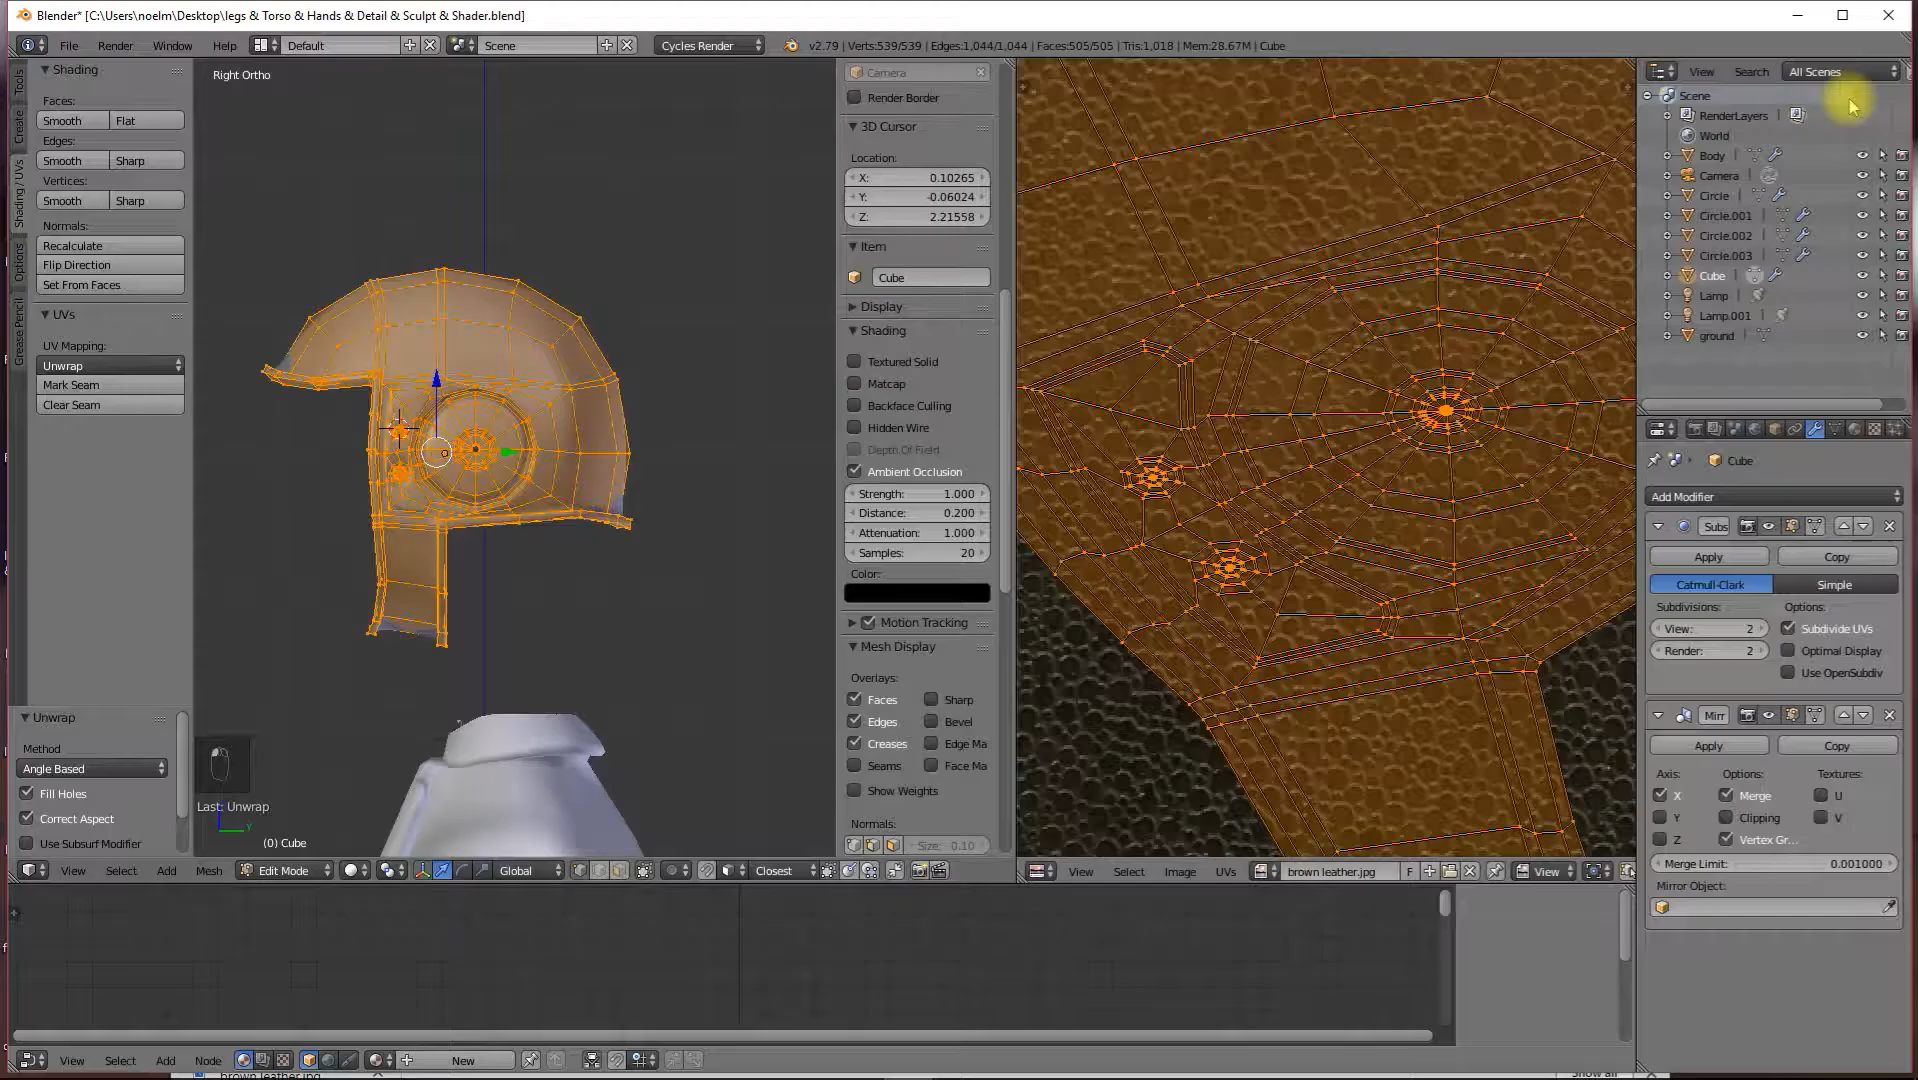 Blender* [C:\Users\noelm\Desktop\legs & Torso & Hands & Detail & Sculpt & Shader.blend]
File Render Window Help Default Scene Cycles Render v2.79 | Verts:539/539 | Edges:1,044/1,044 | Faces:505/505 | Tris:1,018 | Mem:28.67M | Cube
Tools
Create
Shading / UVs
Options
Grease Pencil
Shading
Faces:
Smooth Flat
Edges:
Smooth Sharp
Vertices:
Smooth Sharp
Normals:
Recalculate
Flip Direction
Set From Faces
UVs
UV Mapping:
Unwrap
Mark Seam
Clear Seam
Unwrap
Method
Angle Based
Fill Holes
Correct Aspect
Use Subsurf Modifier
Right Ortho
Last: Unwrap
(0) Cube
Camera
Render Border
3D Cursor
Location:
X: 0.10265
Y: -0.06024
Z: 2.21558
Item
Cube
Display
Shading
Textured Solid
Matcap
Backface Culling
Hidden Wire
Depth Of Field
Ambient Occlusion
Strength: 1.000
Distance: 0.200
Attenuation: 1.000
Samples: 20
Color:
Motion Tracking
Mesh Display
Overlays:
Faces Sharp
Edges Bevel
Creases Edge Ma
Seams Face Ma
Show Weights
Normals:
Size: 0.10
View Select Add Mesh Edit Mode Global Closest
View Select Image UVs brown leather.jpg F View
View Search All Scenes
Scene
RenderLayers
World
Body
Camera
Circle
Circle.001
Circle.002
Circle.003
Cube
Lamp
Lamp.001
ground
Cube
Add Modifier
Subs
Apply Copy
Catmull-Clark Simple
Subdivisions: Options:
View: 2 Subdivide UVs
Render: 2 Optimal Display
Use OpenSubdiv
Mirr
Apply Copy
Axis: Options: Textures:
X Merge U
Y Clipping V
Z Vertex Gr...
Merge Limit: 0.001000
Mirror Object:
View Select Add Node New
brown leather.jpg